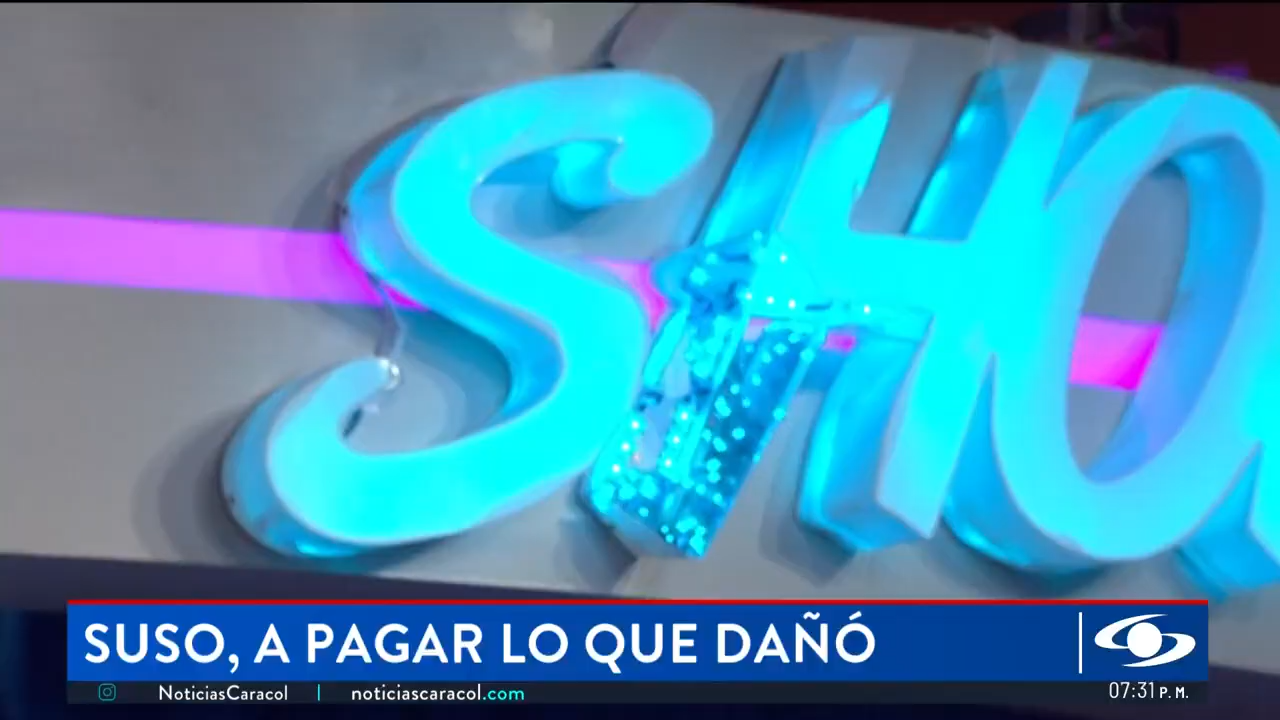 SHO
SUSO, A PAGAR LO QUE DAÑÓ
NoticiasCaracol | noticiascaracol.com
07:31 P. M.